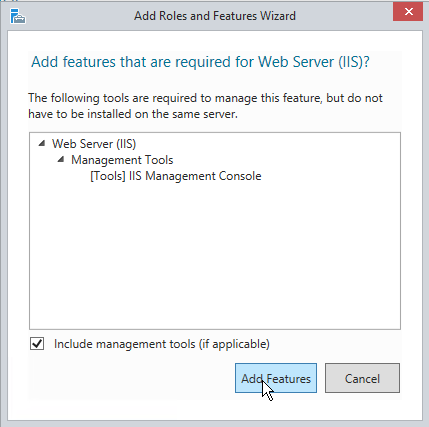 Add Roles and Features Wizard
Add features that are required for Web Server (IIS)?
The following tools are required to manage this feature, but do not
have to be installed on the same server.
Web Server (IIS)
Management Tools
[Tools] IIS Management Console
Include management tools (if applicable)
Add Features
Cancel